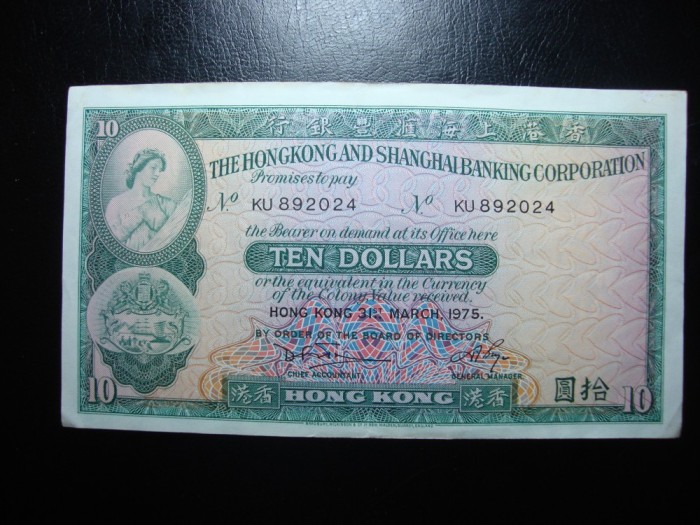 10
行銀豐滙海上港香
THE HONGKONG AND SHANGHAI BANKING CORPORATION
Promises to pay
No KU 892024 No KU 892024
the Bearer on demand at its Office here
TEN DOLLARS
or the equivalent in the Currency
of the Colony Value received.
HONG KONG 31ST MARCH, 1975.
BY ORDER OF THE BOARD OF DIRECTORS
CHIEF ACCOUNTANT GENERAL MANAGER
10 港香 HONG KONG 港香 圓拾 10